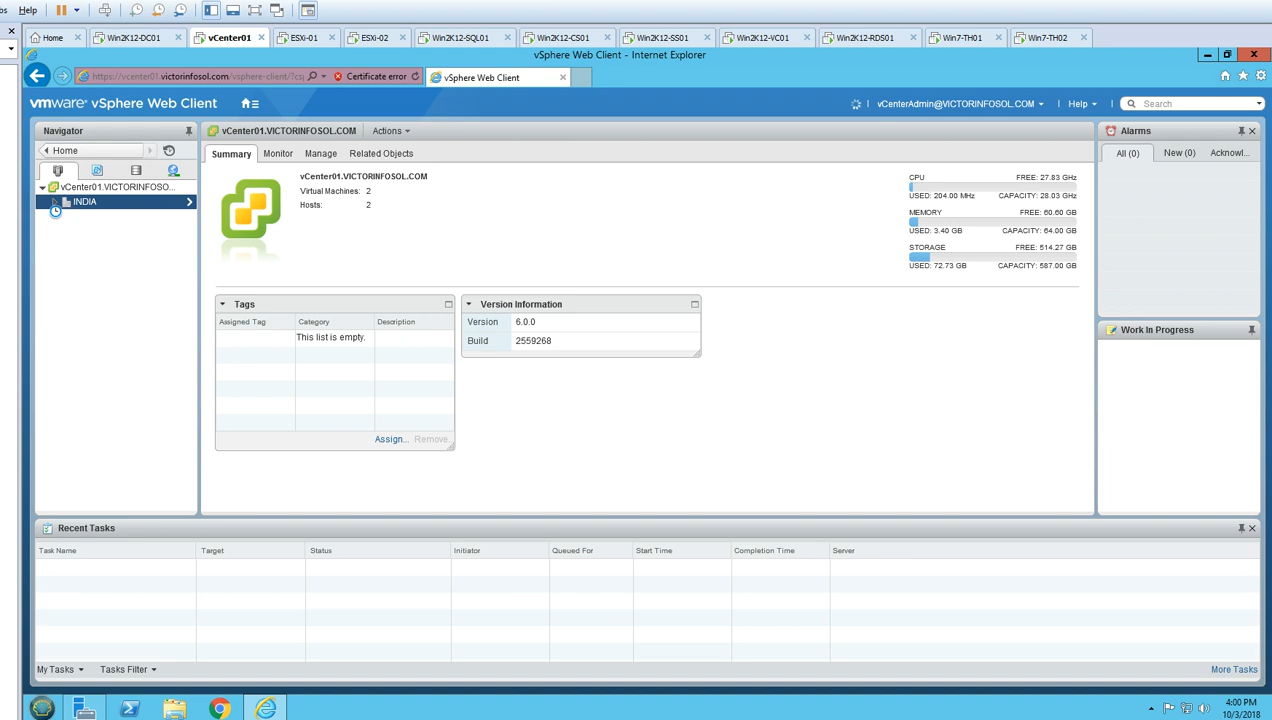 Help
Home
Win2K12-DC01
vCenter01
ESXi-01
ESXi-02
Win2K12-SQL01
Win2K12-CS01
Win2K12-SS01
Win2K12-VC01
Win2K12-RDS01
Win7-TH01
Win7-TH02
vSphere Web Client - Internet Explorer
https://vcenter01.victorinfosol.com/vsphere-client/?csp
Certificate error
vSphere Web Client
vmware® vSphere Web Client
vCenterAdmin@VICTORINFOSOL.COM
Help
Search
Navigator
Home
vCenter01.VICTORINFOSO...
INDIA
vCenter01.VICTORINFOSOL.COM
Actions
Summary
Monitor
Manage
Related Objects
vCenter01.VICTORINFOSOL.COM
Virtual Machines: 2
Hosts: 2
CPU FREE: 27.83 GHz
USED: 204.00 MHz CAPACITY: 28.03 GHz
MEMORY FREE: 60.60 GB
USED: 3.40 GB CAPACITY: 64.00 GB
STORAGE FREE: 514.27 GB
USED: 72.73 GB CAPACITY: 587.00 GB
Tags
Assigned Tag Category Description
This list is empty.
Assign... Remove...
Version Information
Version 6.0.0
Build 2559268
Alarms
All (0) New (0) Acknowl...
Work In Progress
Recent Tasks
Task Name Target Status Initiator Queued For Start Time Completion Time Server
My Tasks Tasks Filter More Tasks
4:00 PM
10/3/2018